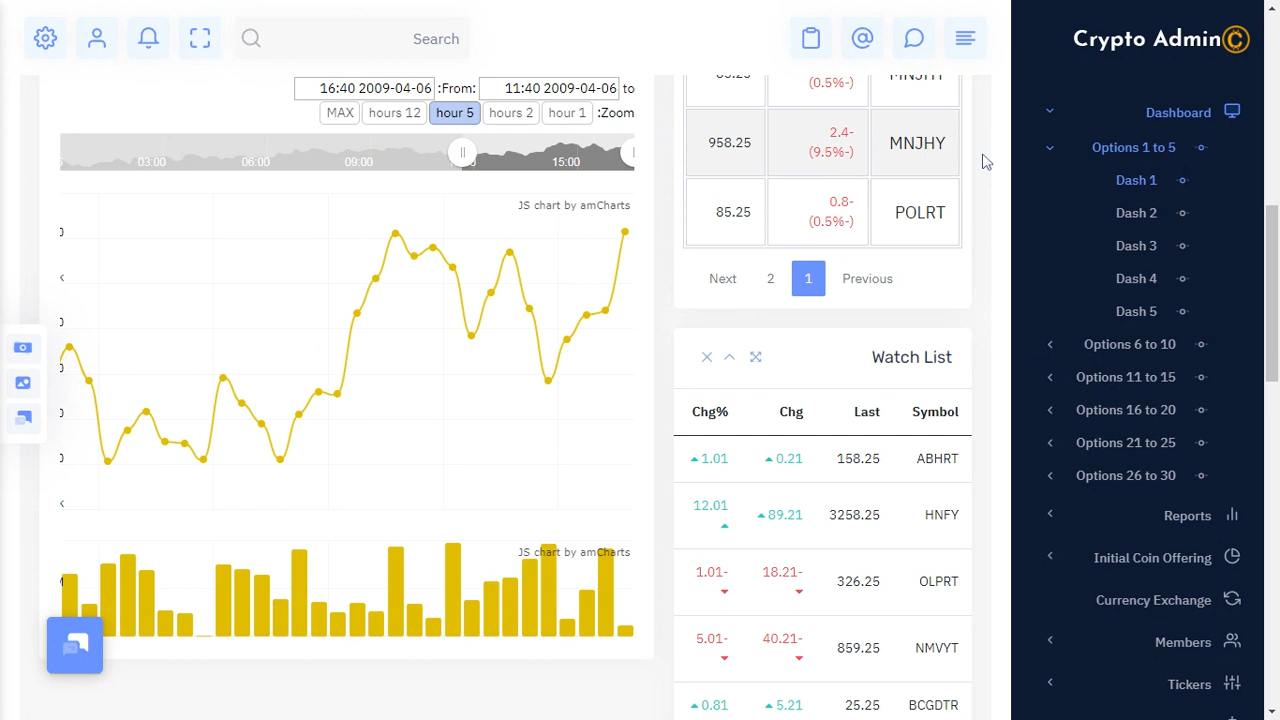 Search
Crypto Admin
16:40 2009-04-06 :From: 11:40 2009-04-06 to
MAX hours 12 hour 5 hours 2 hour 1 :Zoom
03:00 06:00 09:00 15:00
JS chart by amCharts
JS chart by amCharts
(0.5%-)
958.25 2.4- (9.5%-) MNJHY
85.25 0.8- (0.5%-) POLRT
Next 2 1 Previous
Watch List
Chg% Chg Last Symbol
1.01 0.21 158.25 ABHRT
12.01 89.21 3258.25 HNFY
1.01- 18.21- 326.25 OLPRT
5.01- 40.21- 859.25 NMVYT
0.81 5.21 25.25 BCGDTR
Dashboard
Options 1 to 5
Dash 1
Dash 2
Dash 3
Dash 4
Dash 5
Options 6 to 10
Options 11 to 15
Options 16 to 20
Options 21 to 25
Options 26 to 30
Reports
Initial Coin Offering
Currency Exchange
Members
Tickers